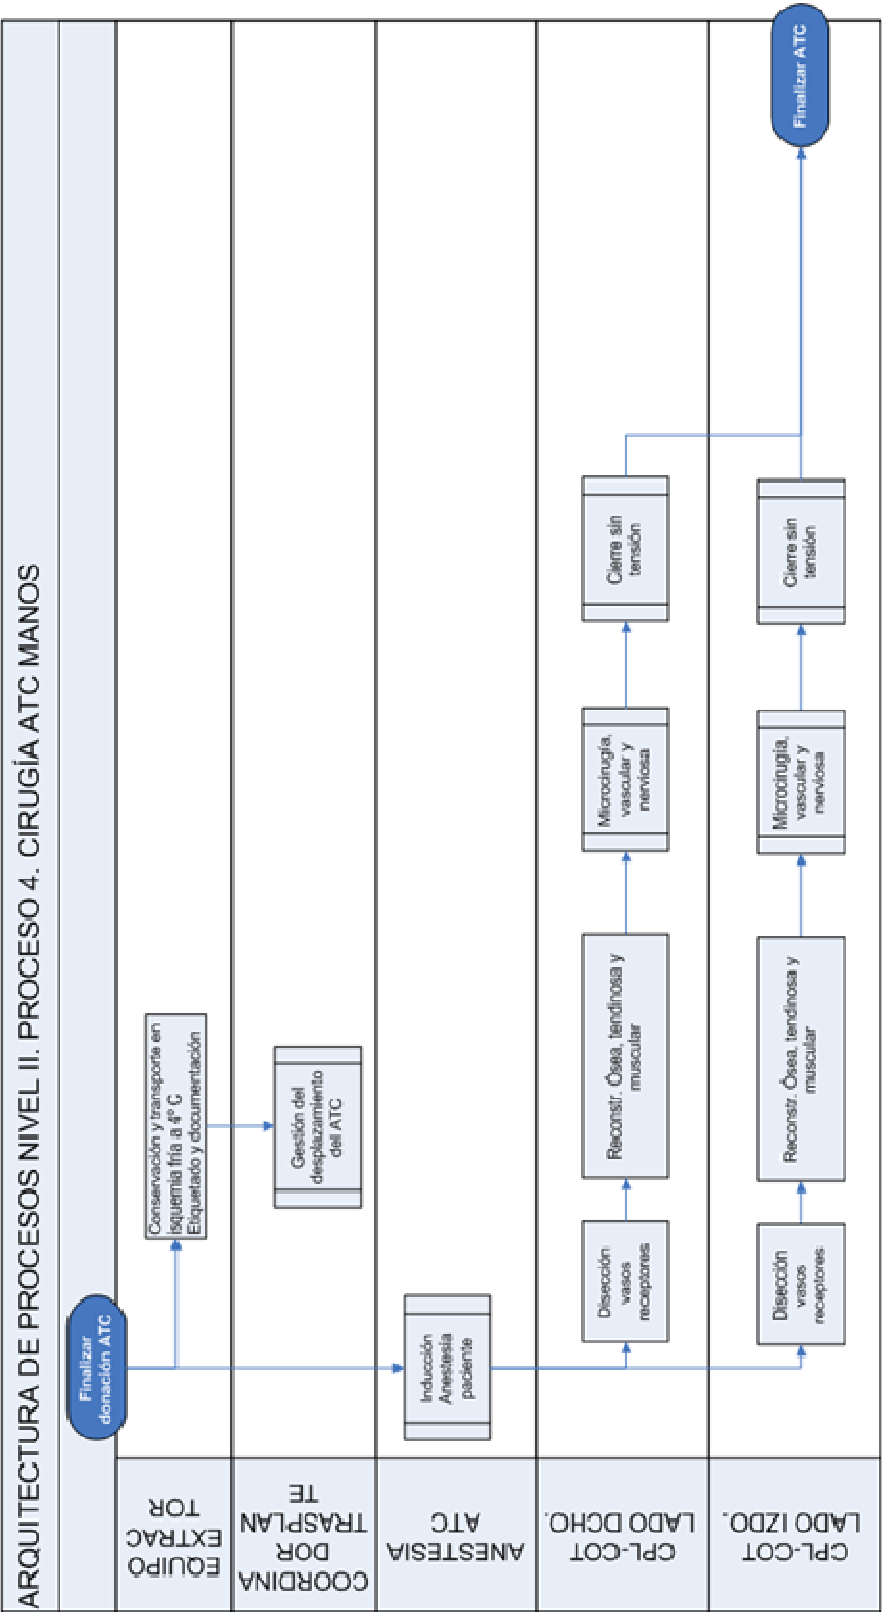 ARQUITECTURA DE PROCESOS NIVEL II. PROCESO 4. CIRUGÍA ATC MANOS
Finalizar
donación ATC
EQUIPO
EXTRAC
TOR
Conservación y transporte en
isquemia fría a 4º C
Etiquetado y documentación
COORDINA
DOR
TRASPLAN
TE
Gestión del
desplazamiento
del ATC
ANESTESIA
ATC
Inducción
Anestesia
paciente
CPL-COT
LADO DCHO.
Disección
vasos
receptores
Reconstr. Ósea, tendinosa y
muscular
Microcirugía,
vascular y
nerviosa
Cierre sin
tensión
CPL-COT
LADO IZDO.
Disección
vasos
receptores
Reconstr. Ósea, tendinosa y
muscular
Microcirugía,
vascular y
nerviosa
Cierre sin
tensión
Finalizar ATC